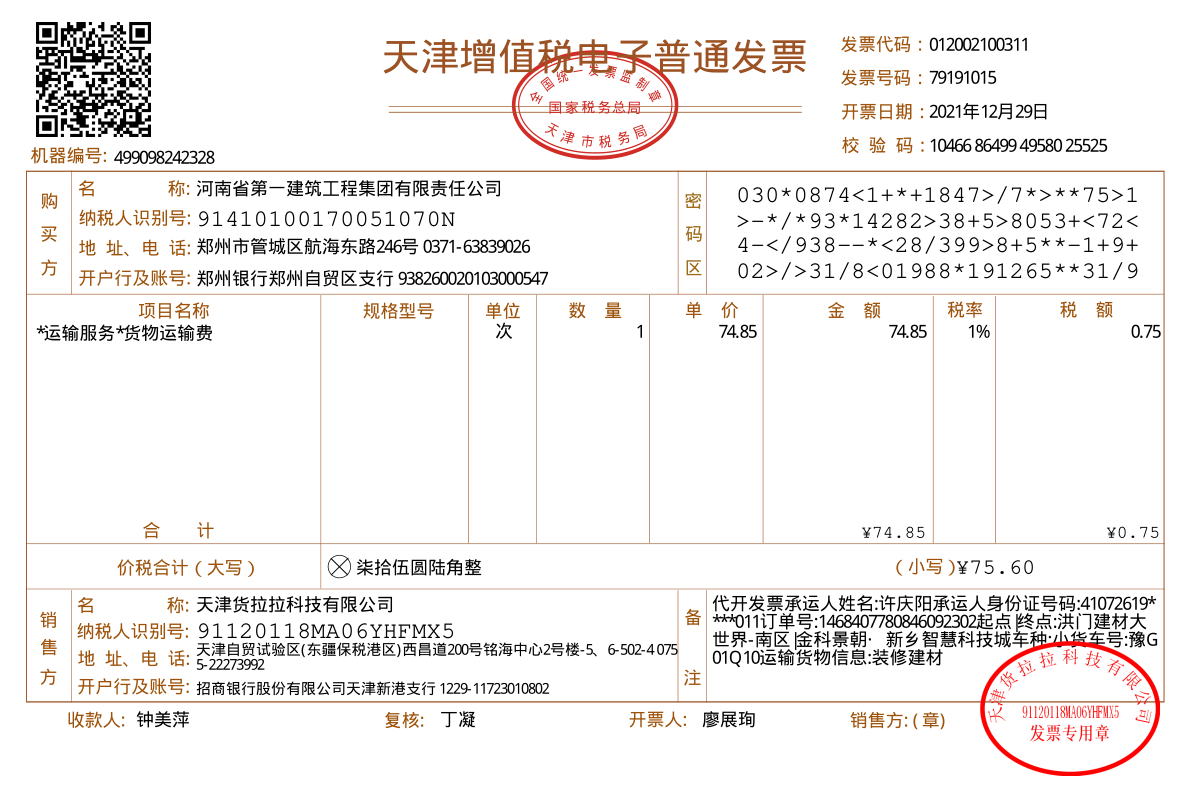 天津增值税电子普通发票
全国统一发票监制章
国家税务总局
天津市税务局
发票代码：012002100311
发票号码：79191015
开票日期：2021年12月29日
校 验 码：10466 86499 49580 25525
机器编号: 499098242328
购买方
名 称: 河南省第一建筑工程集团有限责任公司
纳税人识别号: 91410100170051070N
地 址、电 话: 郑州市管城区航海东路246号 0371-63839026
开户行及账号: 郑州银行郑州自贸区支行 938260020103000547
密码区
030*0874<1+*+1847>/7*>**75>1
>-*/*93*14282>38+5>8053+<72<
4-</938--*<28/399>8+5**-1+9+
02>/>31/8<01988*191265**31/9
项目名称 规格型号 单位 数 量 单 价 金 额 税率 税 额
*运输服务*货物运输费 次 1 74.85 74.85 1% 0.75
合 计 ¥74.85 ¥0.75
价税合计（大写） 柒拾伍圆陆角整 （小写）¥75.60
销售方
名 称: 天津货拉拉科技有限公司
纳税人识别号: 91120118MA06YHFMX5
地 址、电 话: 天津自贸试验区(东疆保税港区)西昌道200号铭海中心2号楼-5、6-502-4 075
5-22273992
开户行及账号: 招商银行股份有限公司天津新港支行 1229-11723010802
备注
代开发票承运人姓名:许庆阳承运人身份证号码:41072619*
***011订单号:1468407780846092302起点 |终点:洪门建材大
世界-南区 |金科景朝· 新乡智慧科技城车种:小货车号:豫G
01Q10运输货物信息:装修建材
收款人: 钟美萍 复核: 丁凝 开票人: 廖展珣 销售方: ( 章)
天津货拉拉科技有限公司
91120118MA06YHFMX5
发票专用章